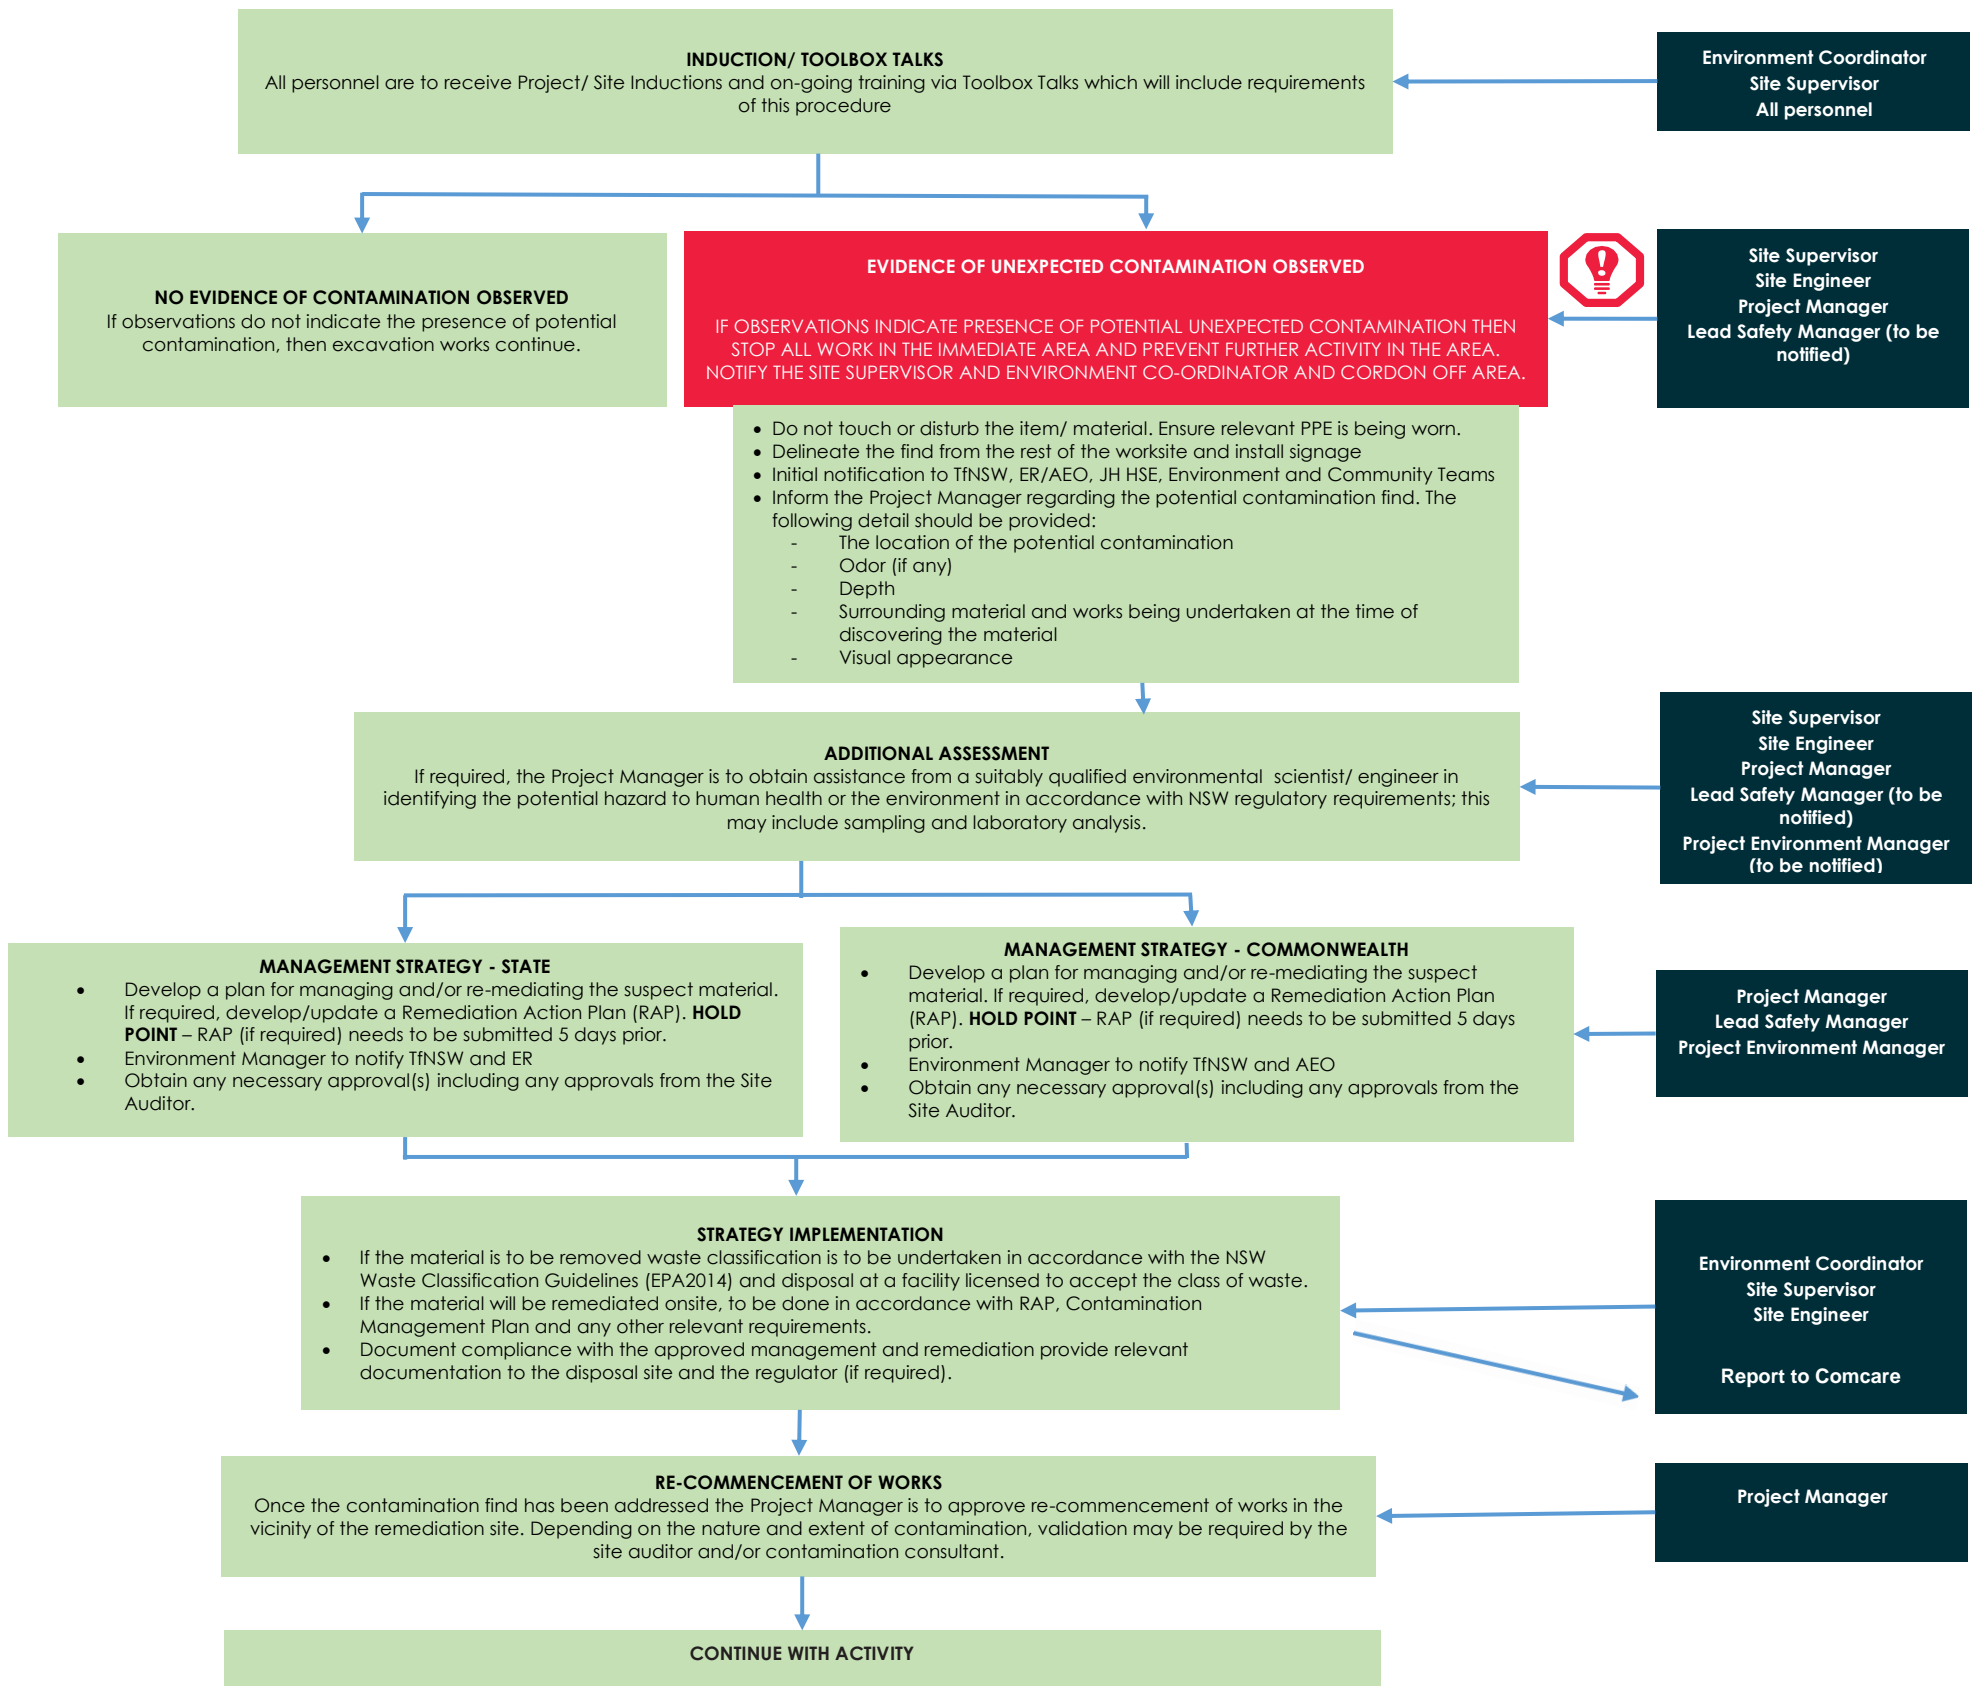 INDUCTION/ TOOLBOX TALKS
All personnel are to receive Project/ Site Inductions and on-going training via Toolbox Talks which will include requirements
of this procedure
Environment Coordinator
Site Supervisor
All personnel
NO EVIDENCE OF CONTAMINATION OBSERVED
If observations do not indicate the presence of potential
contamination, then excavation works continue.
EVIDENCE OF UNEXPECTED CONTAMINATION OBSERVED
IF OBSERVATIONS INDICATE PRESENCE OF POTENTIAL UNEXPECTED CONTAMINATION THEN
STOP ALL WORK IN THE IMMEDIATE AREA AND PREVENT FURTHER ACTIVITY IN THE AREA.
NOTIFY THE SITE SUPERVISOR AND ENVIRONMENT CO-ORDINATOR AND CORDON OFF AREA.
Site Supervisor
Site Engineer
Project Manager
Lead Safety Manager (to be
notified)
• Do not touch or disturb the item/ material. Ensure relevant PPE is being worn.
• Delineate the find from the rest of the worksite and install signage
• Initial notification to TfNSW, ER/AEO, JH HSE, Environment and Community Teams
• Inform the Project Manager regarding the potential contamination find. The
following detail should be provided:
- The location of the potential contamination
- Odor (if any)
- Depth
- Surrounding material and works being undertaken at the time of
discovering the material
- Visual appearance
ADDITIONAL ASSESSMENT
If required, the Project Manager is to obtain assistance from a suitably qualified environmental scientist/ engineer in
identifying the potential hazard to human health or the environment in accordance with NSW regulatory requirements; this
may include sampling and laboratory analysis.
Site Supervisor
Site Engineer
Project Manager
Lead Safety Manager (to be
notified)
Project Environment Manager
(to be notified)
MANAGEMENT STRATEGY - STATE
• Develop a plan for managing and/or re-mediating the suspect material.
If required, develop/update a Remediation Action Plan (RAP). HOLD
POINT – RAP (if required) needs to be submitted 5 days prior.
• Environment Manager to notify TfNSW and ER
• Obtain any necessary approval(s) including any approvals from the Site
Auditor.
MANAGEMENT STRATEGY - COMMONWEALTH
• Develop a plan for managing and/or re-mediating the suspect
material. If required, develop/update a Remediation Action Plan
(RAP). HOLD POINT – RAP (if required) needs to be submitted 5 days
prior.
• Environment Manager to notify TfNSW and AEO
• Obtain any necessary approval(s) including any approvals from the
Site Auditor.
Project Manager
Lead Safety Manager
Project Environment Manager
STRATEGY IMPLEMENTATION
• If the material is to be removed waste classification is to be undertaken in accordance with the NSW
Waste Classification Guidelines (EPA2014) and disposal at a facility licensed to accept the class of waste.
• If the material will be remediated onsite, to be done in accordance with RAP, Contamination
Management Plan and any other relevant requirements.
• Document compliance with the approved management and remediation provide relevant
documentation to the disposal site and the regulator (if required).
Environment Coordinator
Site Supervisor
Site Engineer
Report to Comcare
RE-COMMENCEMENT OF WORKS
Once the contamination find has been addressed the Project Manager is to approve re-commencement of works in the
vicinity of the remediation site. Depending on the nature and extent of contamination, validation may be required by the
site auditor and/or contamination consultant.
Project Manager
CONTINUE WITH ACTIVITY